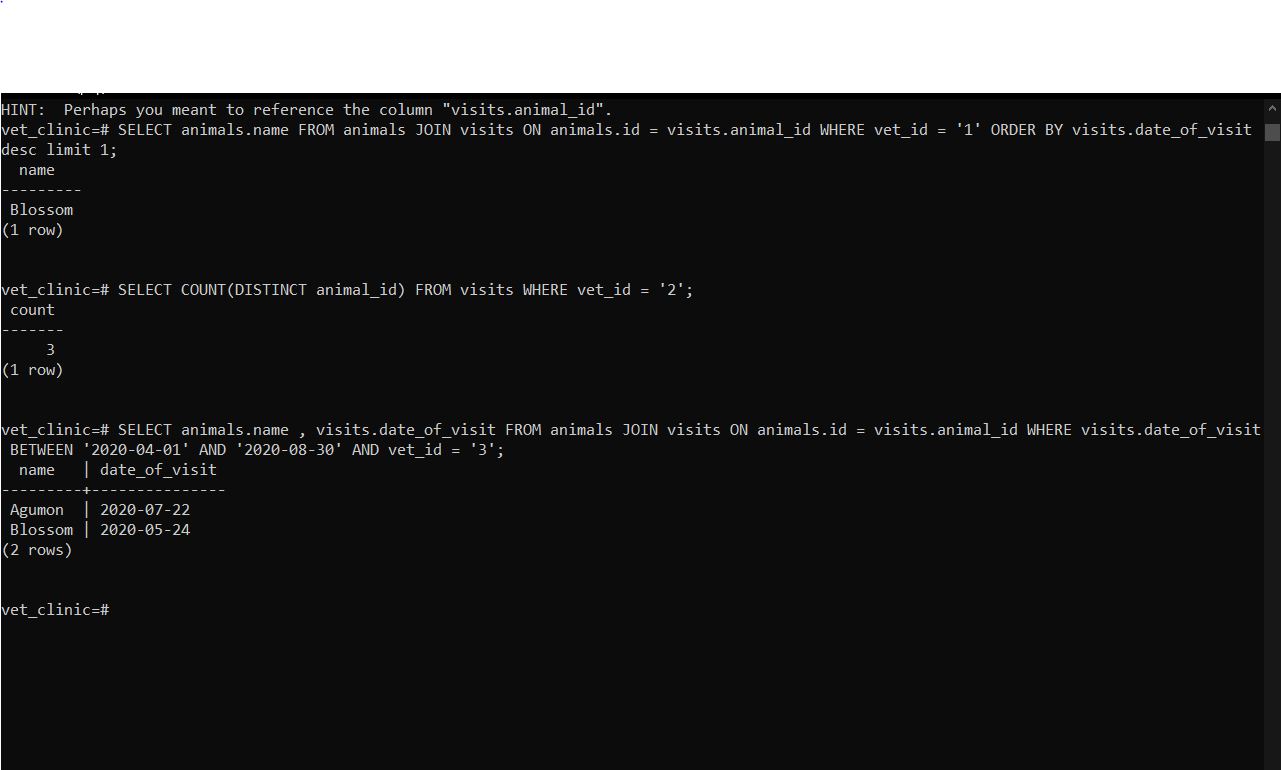 HINT:  Perhaps you meant to reference the column "visits.animal_id".
vet_clinic=# SELECT animals.name FROM animals JOIN visits ON animals.id = visits.animal_id WHERE vet_id = '1' ORDER BY visits.date_of_visit
desc limit 1;
  name
---------
 Blossom
(1 row)
vet_clinic=# SELECT COUNT(DISTINCT animal_id) FROM visits WHERE vet_id = '2';
 count
-------
     3
(1 row)
vet_clinic=# SELECT animals.name , visits.date_of_visit FROM animals JOIN visits ON animals.id = visits.animal_id WHERE visits.date_of_visit
 BETWEEN '2020-04-01' AND '2020-08-30' AND vet_id = '3';
  name   | date_of_visit
---------+---------------
 Agumon  | 2020-07-22
 Blossom | 2020-05-24
(2 rows)
vet_clinic=#